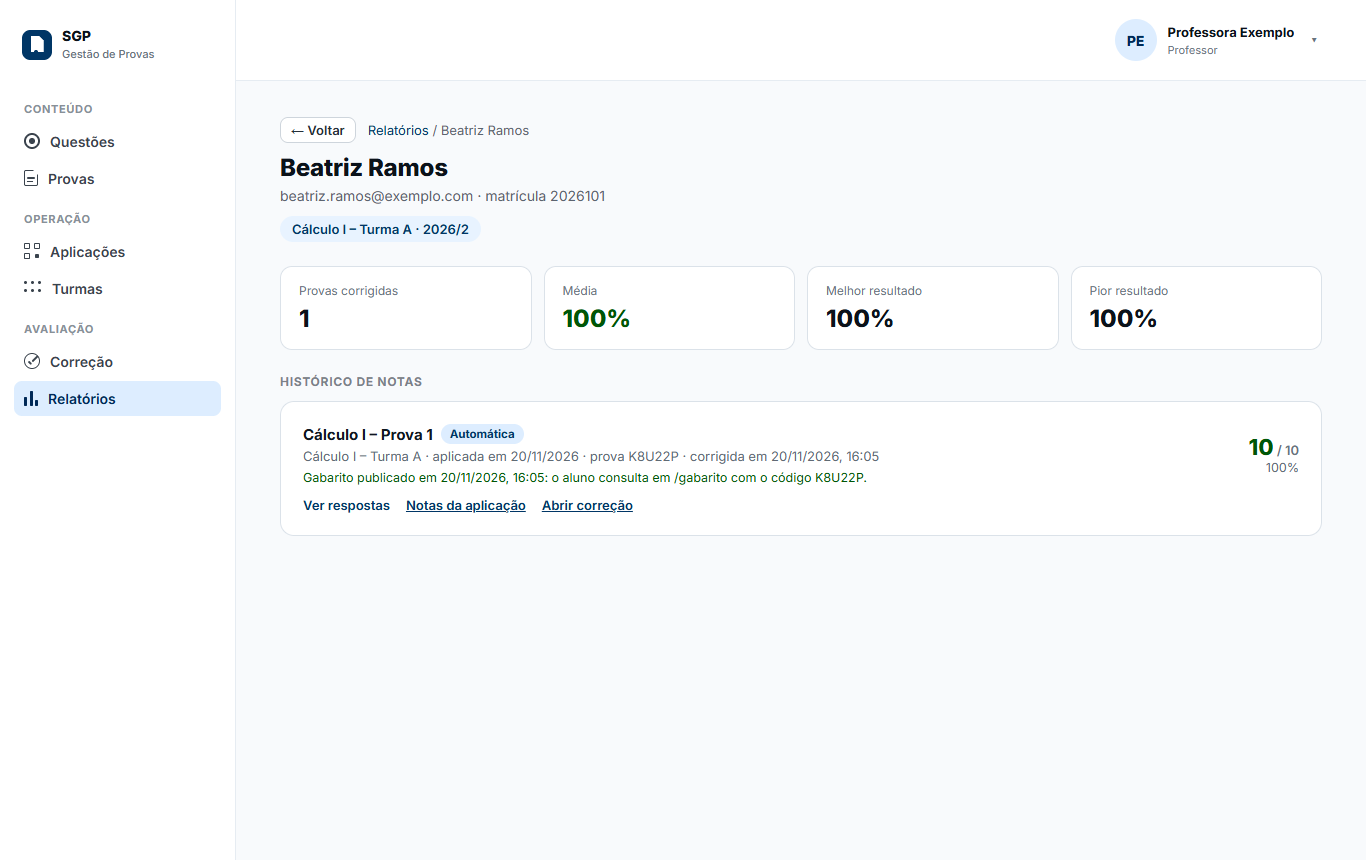 SGP
Gestão de Provas
CONTEÚDO
Questões
Provas
OPERAÇÃO
Aplicações
Turmas
AVALIAÇÃO
Correção
Relatórios
PE
Professora Exemplo
Professor
← Voltar
Relatórios / Beatriz Ramos
Beatriz Ramos
beatriz.ramos@exemplo.com · matrícula 2026101
Cálculo I – Turma A · 2026/2
Provas corrigidas
1
Média
100%
Melhor resultado
100%
Pior resultado
100%
HISTÓRICO DE NOTAS
Cálculo I – Prova 1 Automática
Cálculo I – Turma A · aplicada em 20/11/2026 · prova K8U22P · corrigida em 20/11/2026, 16:05
Gabarito publicado em 20/11/2026, 16:05: o aluno consulta em /gabarito com o código K8U22P.
Ver respostas Notas da aplicação Abrir correção
10 / 10
100%